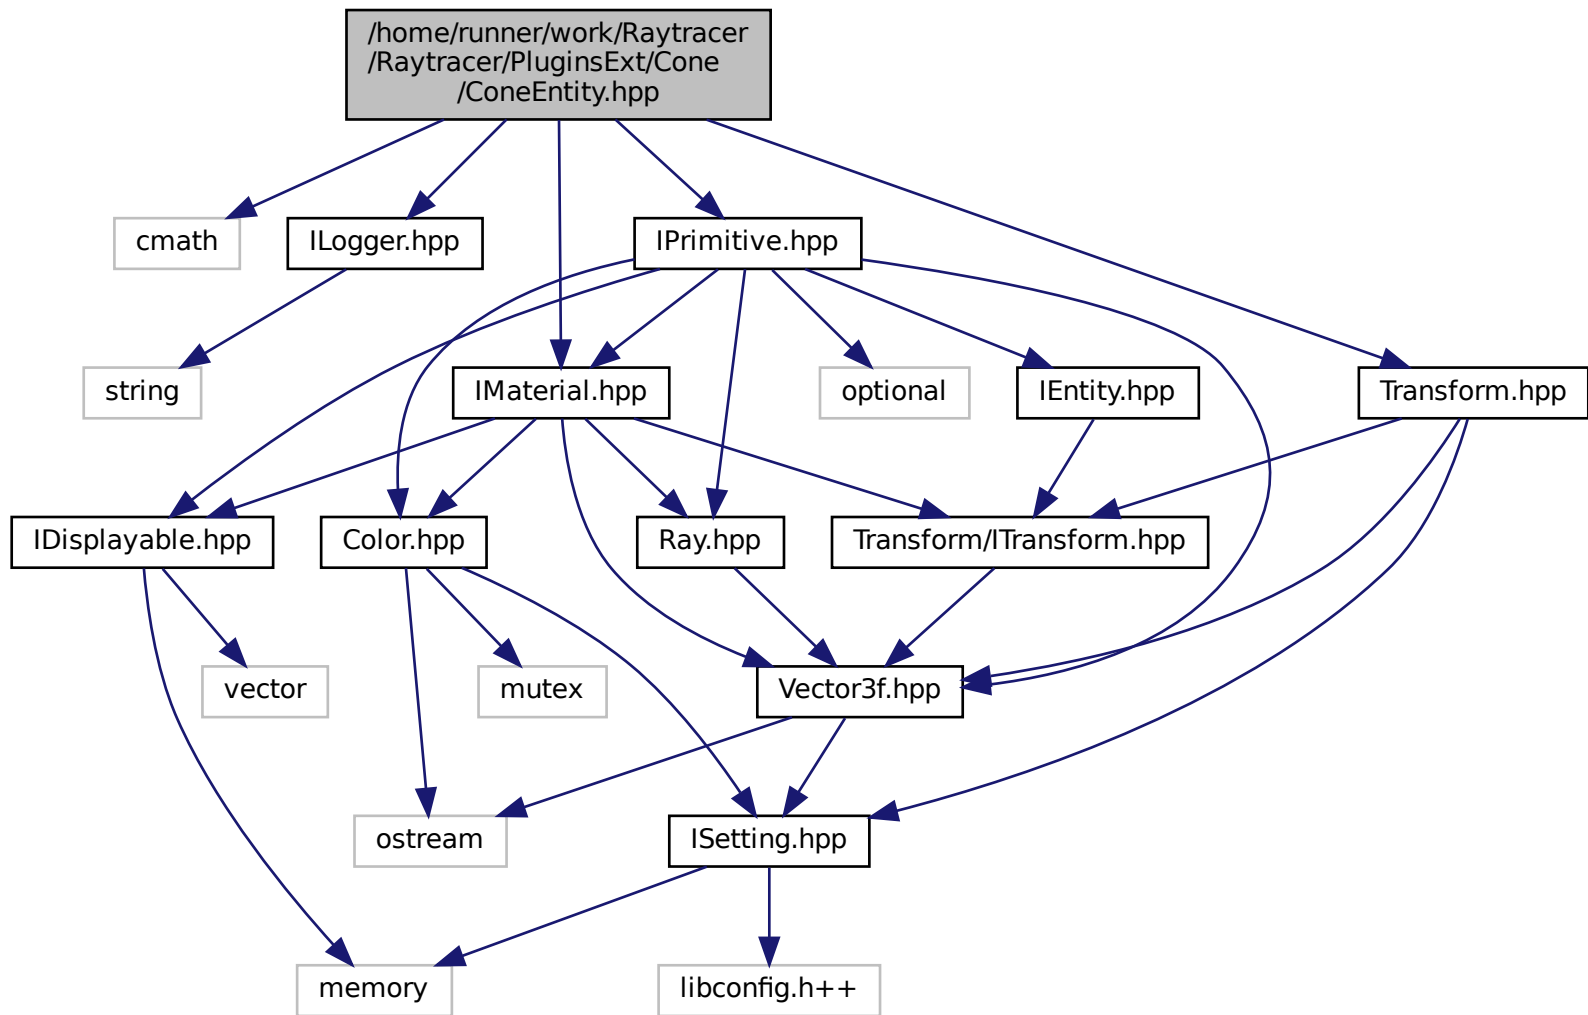 /home/runner/work/Raytracer
/Raytracer/PluginsExt/Cone
/ConeEntity.hpp
cmath
ILogger.hpp
IPrimitive.hpp
string
IMaterial.hpp
optional
IEntity.hpp
Transform.hpp
IDisplayable.hpp
Color.hpp
Ray.hpp
Transform/ITransform.hpp
vector
mutex
Vector3f.hpp
ostream
ISetting.hpp
memory
libconfig.h++